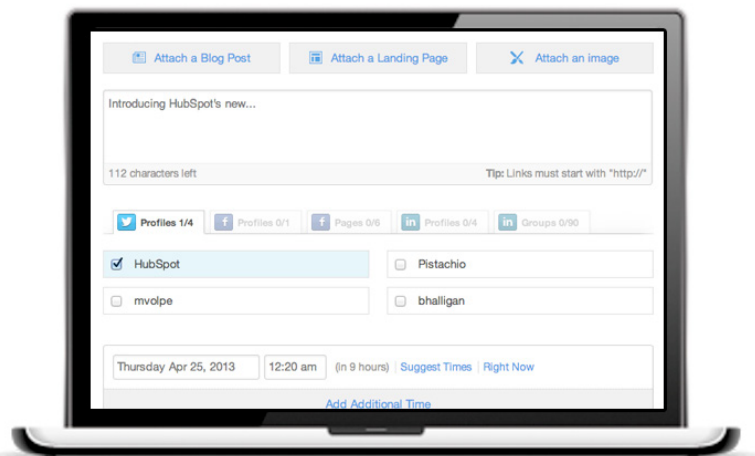 Attach a Blog Post
Attach a Landing Page
Attach an image
Introducing HubSpot's new...
112 characters left
Tip: Links must start with "http://"
Profiles 1/4
Profiles 0/1
Pages 0/6
Profiles 0/4
Groups 0/90
HubSpot
Pistachio
mvolpe
bhalligan
Thursday Apr 25, 2013
12:20 am
(in 9 hours)
Suggest Times
Right Now
Add Additional Time